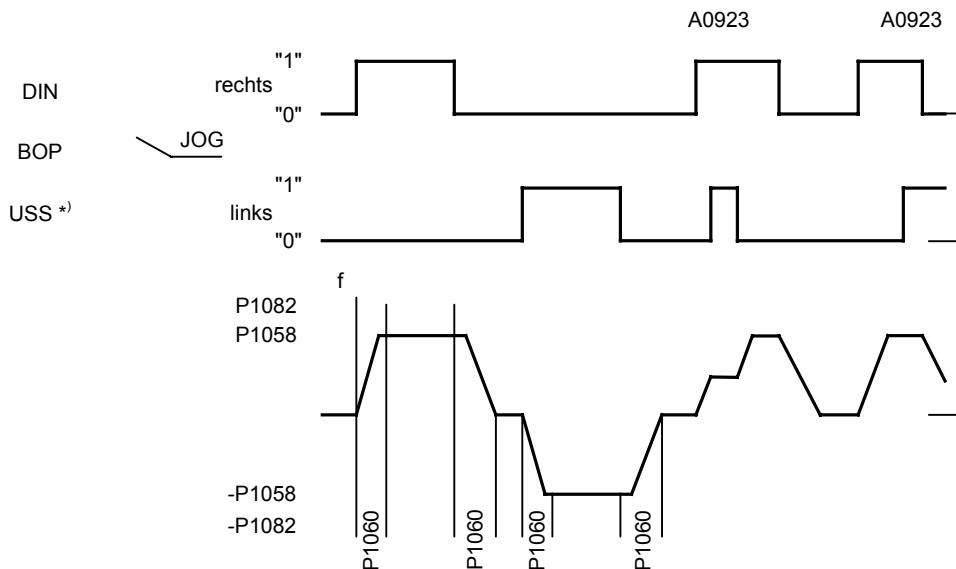 A0923 A0923
"1"
DIN rechts
"0"
BOP JOG
"1"
USS *) links
"0"
f
P1082
P1058
-P1058
-P1082
P1060 P1060 P1060 P1060